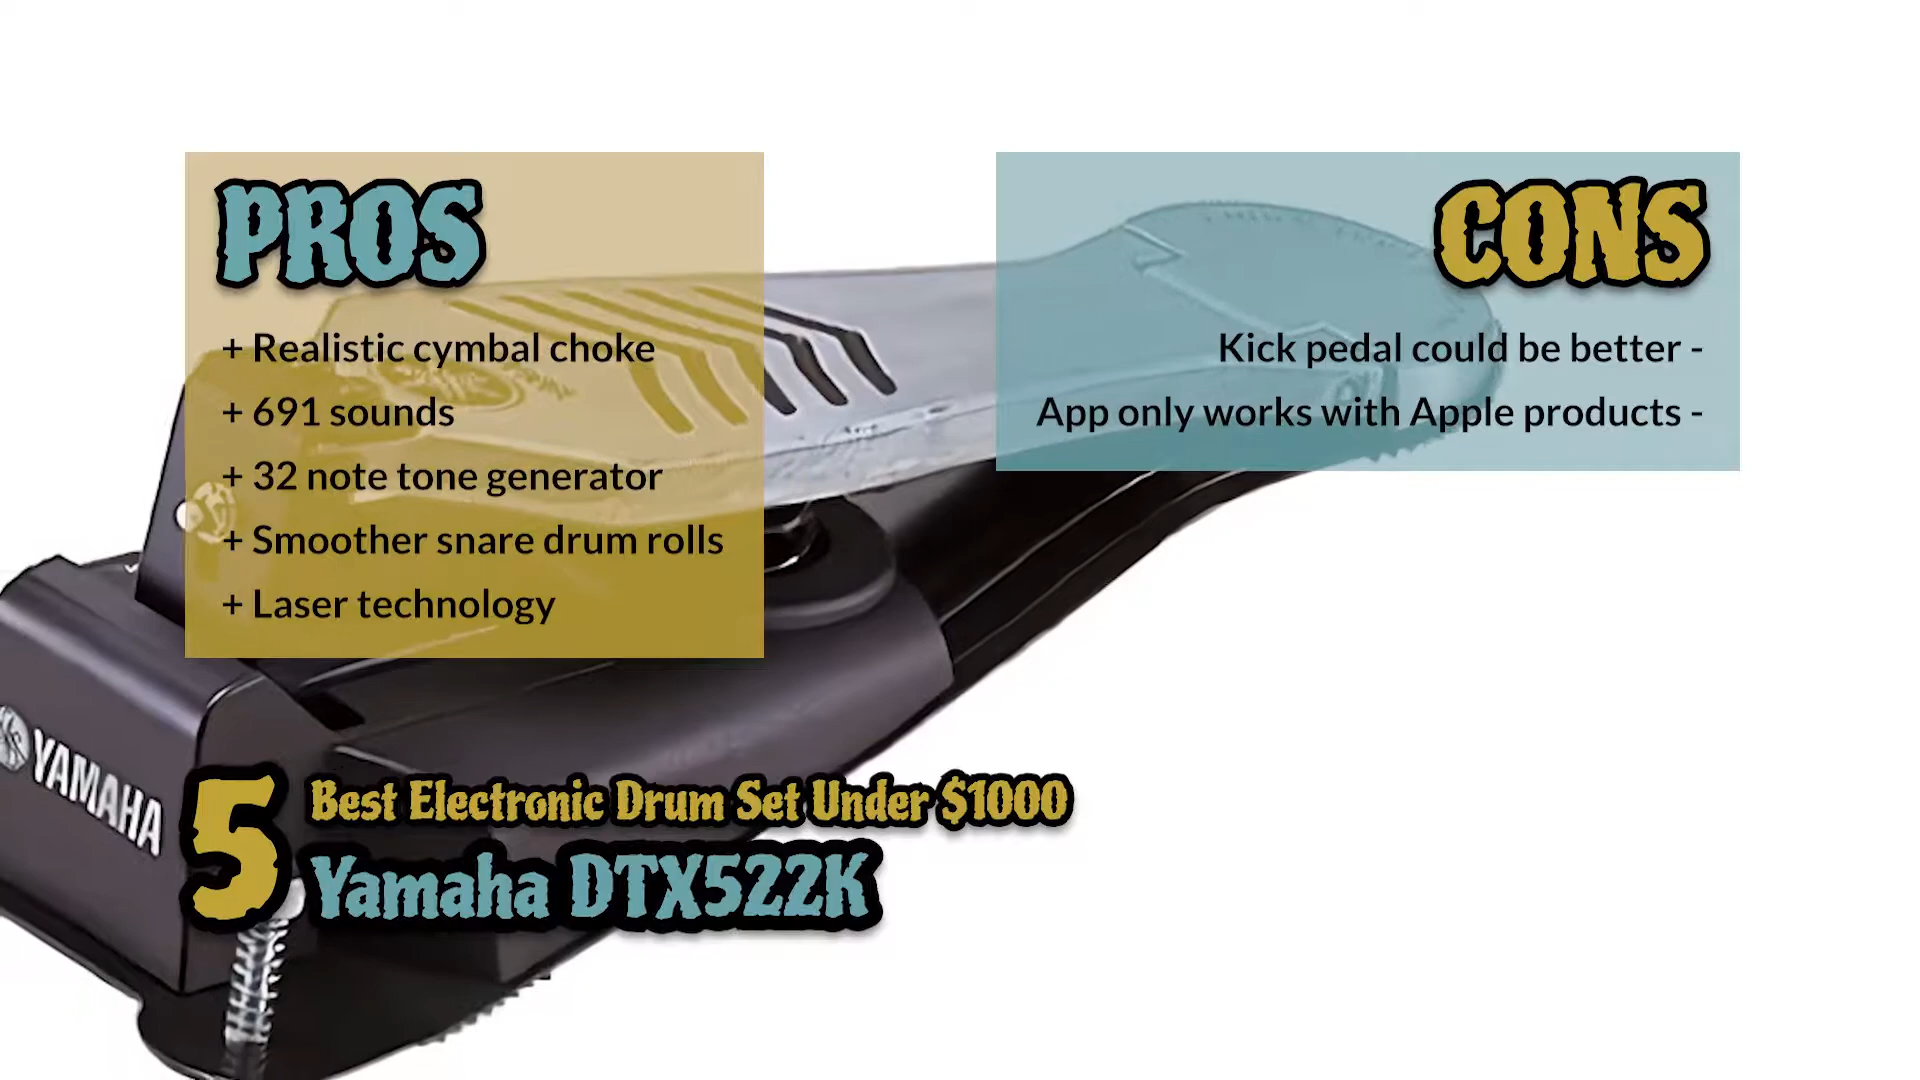 PROS
+ Realistic cymbal choke
+ 691 sounds
+ 32 note tone generator
+ Smoother snare drum rolls
+ Laser technology
CONS
Kick pedal could be better -
App only works with Apple products -
YAMAHA
5
Best Electronic Drum Set Under $1000
Yamaha DTX522K